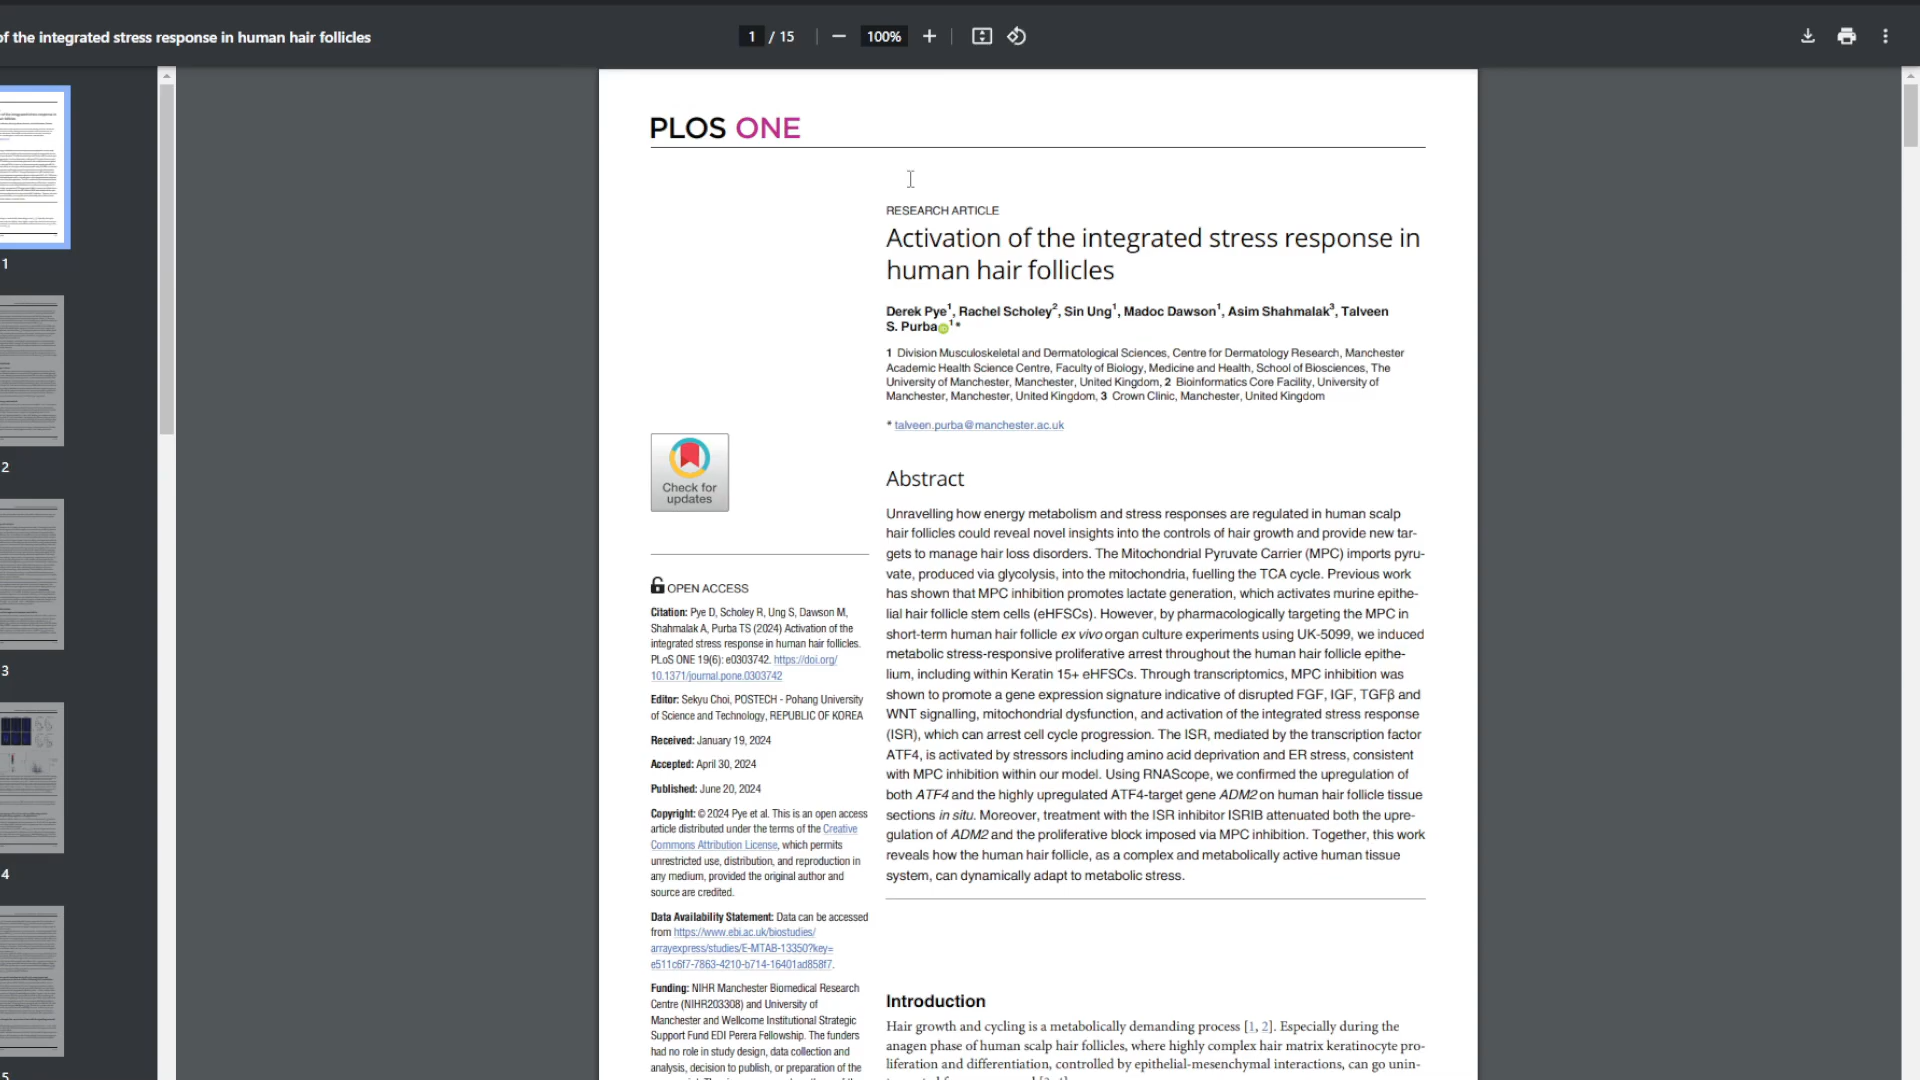 of the integrated stress response in human hair follicles
1 / 15
100%
1
2
3
4
5
PLOS ONE
RESEARCH ARTICLE
Activation of the integrated stress response in
human hair follicles
Derek Pye1, Rachel Scholey2, Sin Ung1, Madoc Dawson1, Asim Shahmalak3, Talveen
S. Purba1*
1 Division Musculoskeletal and Dermatological Sciences, Centre for Dermatology Research, Manchester
Academic Health Science Centre, Faculty of Biology, Medicine and Health, School of Biosciences, The
University of Manchester, Manchester, United Kingdom, 2 Bioinformatics Core Facility, University of
Manchester, Manchester, United Kingdom, 3 Crown Clinic, Manchester, United Kingdom
* talveen.purba@manchester.ac.uk
Check for
updates
OPEN ACCESS
Citation: Pye D, Scholey R, Ung S, Dawson M,
Shahmalak A, Purba TS (2024) Activation of the
integrated stress response in human hair follicles.
PLoS ONE 19(6): e0303742. https://doi.org/
10.1371/journal.pone.0303742
Editor: Sekyu Choi, POSTECH - Pohang University
of Science and Technology, REPUBLIC OF KOREA
Received: January 19, 2024
Accepted: April 30, 2024
Published: June 20, 2024
Copyright: © 2024 Pye et al. This is an open access
article distributed under the terms of the Creative
Commons Attribution License, which permits
unrestricted use, distribution, and reproduction in
any medium, provided the original author and
source are credited.
Data Availability Statement: Data can be accessed
from https://www.ebi.ac.uk/biostudies/
arrayexpress/studies/E-MTAB-13350?key=
e511c6f7-7863-4210-b714-16401ad858f7.
Funding: NIHR Manchester Biomedical Research
Centre (NIHR203308) and University of
Manchester and Wellcome Institutional Strategic
Support Fund EDI Perera Fellowship. The funders
had no role in study design, data collection and
analysis, decision to publish, or preparation of the
Abstract
Unravelling how energy metabolism and stress responses are regulated in human scalp
hair follicles could reveal novel insights into the controls of hair growth and provide new tar-
gets to manage hair loss disorders. The Mitochondrial Pyruvate Carrier (MPC) imports pyru-
vate, produced via glycolysis, into the mitochondria, fuelling the TCA cycle. Previous work
has shown that MPC inhibition promotes lactate generation, which activates murine epithe-
lial hair follicle stem cells (eHFSCs). However, by pharmacologically targeting the MPC in
short-term human hair follicle ex vivo organ culture experiments using UK-5099, we induced
metabolic stress-responsive proliferative arrest throughout the human hair follicle epithe-
lium, including within Keratin 15+ eHFSCs. Through transcriptomics, MPC inhibition was
shown to promote a gene expression signature indicative of disrupted FGF, IGF, TGFβ and
WNT signalling, mitochondrial dysfunction, and activation of the integrated stress response
(ISR), which can arrest cell cycle progression. The ISR, mediated by the transcription factor
ATF4, is activated by stressors including amino acid deprivation and ER stress, consistent
with MPC inhibition within our model. Using RNAScope, we confirmed the upregulation of
both ATF4 and the highly upregulated ATF4-target gene ADM2 on human hair follicle tissue
sections in situ. Moreover, treatment with the ISR inhibitor ISRIB attenuated both the upre-
gulation of ADM2 and the proliferative block imposed via MPC inhibition. Together, this work
reveals how the human hair follicle, as a complex and metabolically active human tissue
system, can dynamically adapt to metabolic stress.
Introduction
Hair growth and cycling is a metabolically demanding process [1, 2]. Especially during the
anagen phase of human scalp hair follicles, where highly complex hair matrix keratinocyte pro-
liferation and differentiation, controlled by epithelial-mesenchymal interactions, can go unin-